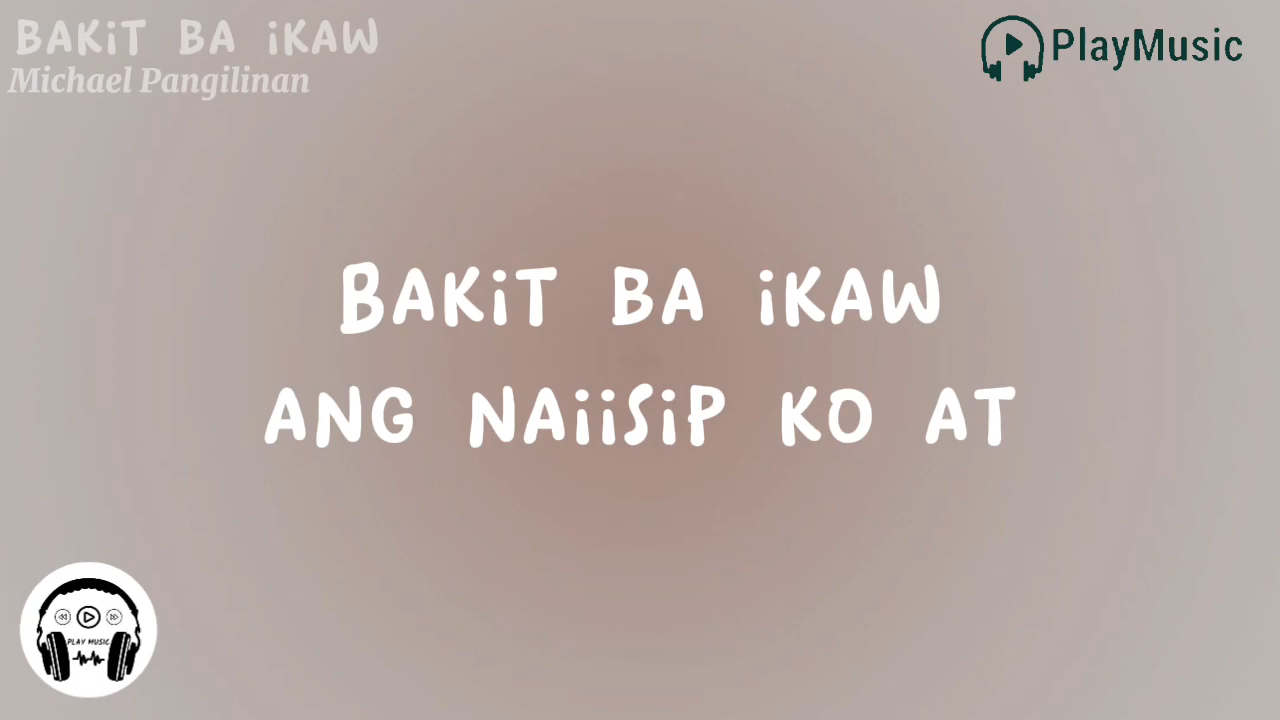 BAKiT BA iKAW
Michael Pangilinan
PlayMusic
BAKiT BA iKAW
ANG NAiiSiP KO AT
PLAY MUSIC